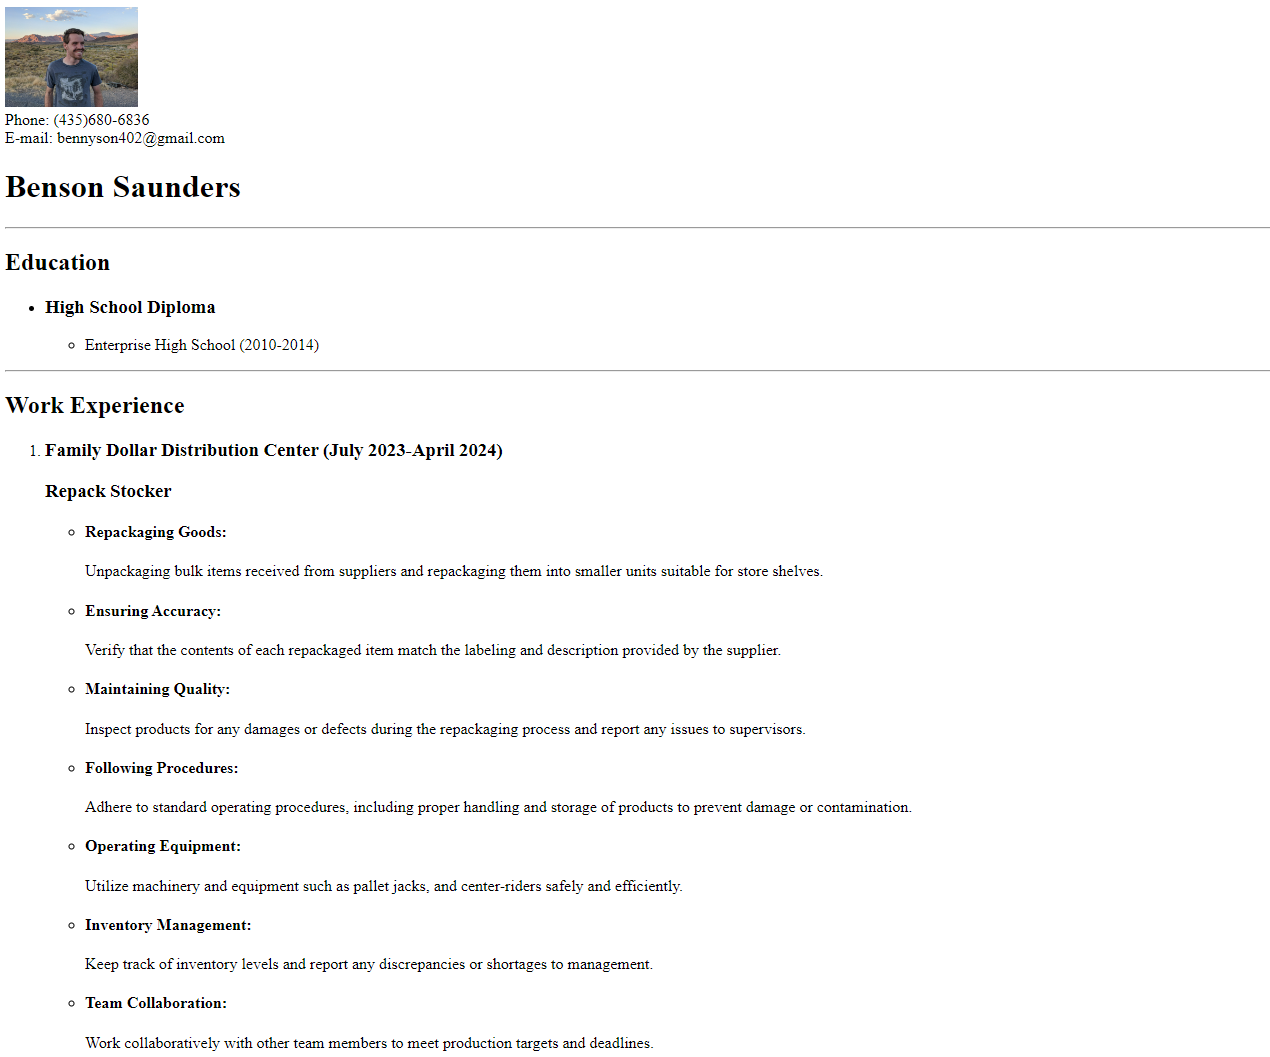 Phone: (435)680-6836
E-mail: bennyson402@gmail.com
Benson Saunders
Education
High School Diploma
Enterprise High School (2010-2014)
Work Experience
1. Family Dollar Distribution Center (July 2023-April 2024)
Repack Stocker
Repackaging Goods:
Unpackaging bulk items received from suppliers and repackaging them into smaller units suitable for store shelves.
Ensuring Accuracy:
Verify that the contents of each repackaged item match the labeling and description provided by the supplier.
Maintaining Quality:
Inspect products for any damages or defects during the repackaging process and report any issues to supervisors.
Following Procedures:
Adhere to standard operating procedures, including proper handling and storage of products to prevent damage or contamination.
Operating Equipment:
Utilize machinery and equipment such as pallet jacks, and center-riders safely and efficiently.
Inventory Management:
Keep track of inventory levels and report any discrepancies or shortages to management.
Team Collaboration:
Work collaboratively with other team members to meet production targets and deadlines.